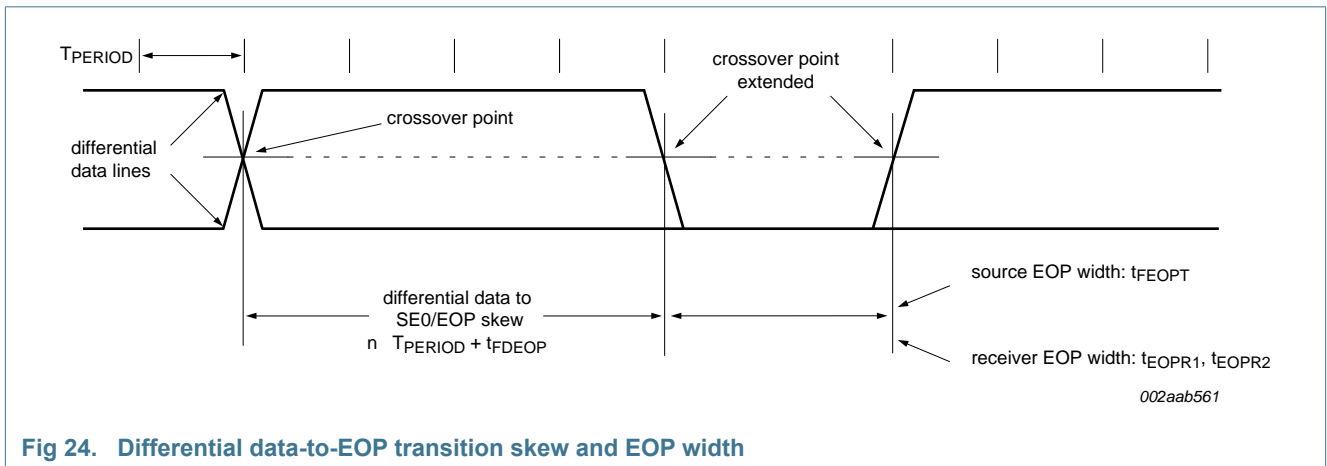 TPERIOD
crossover point
extended
crossover point
differential
data lines
differential data to
SE0/EOP skew
n TPERIOD + tFDEOP
source EOP width: tFEOPT
receiver EOP width: tEOPR1, tEOPR2
002aab561
Fig 24. Differential data-to-EOP transition skew and EOP width